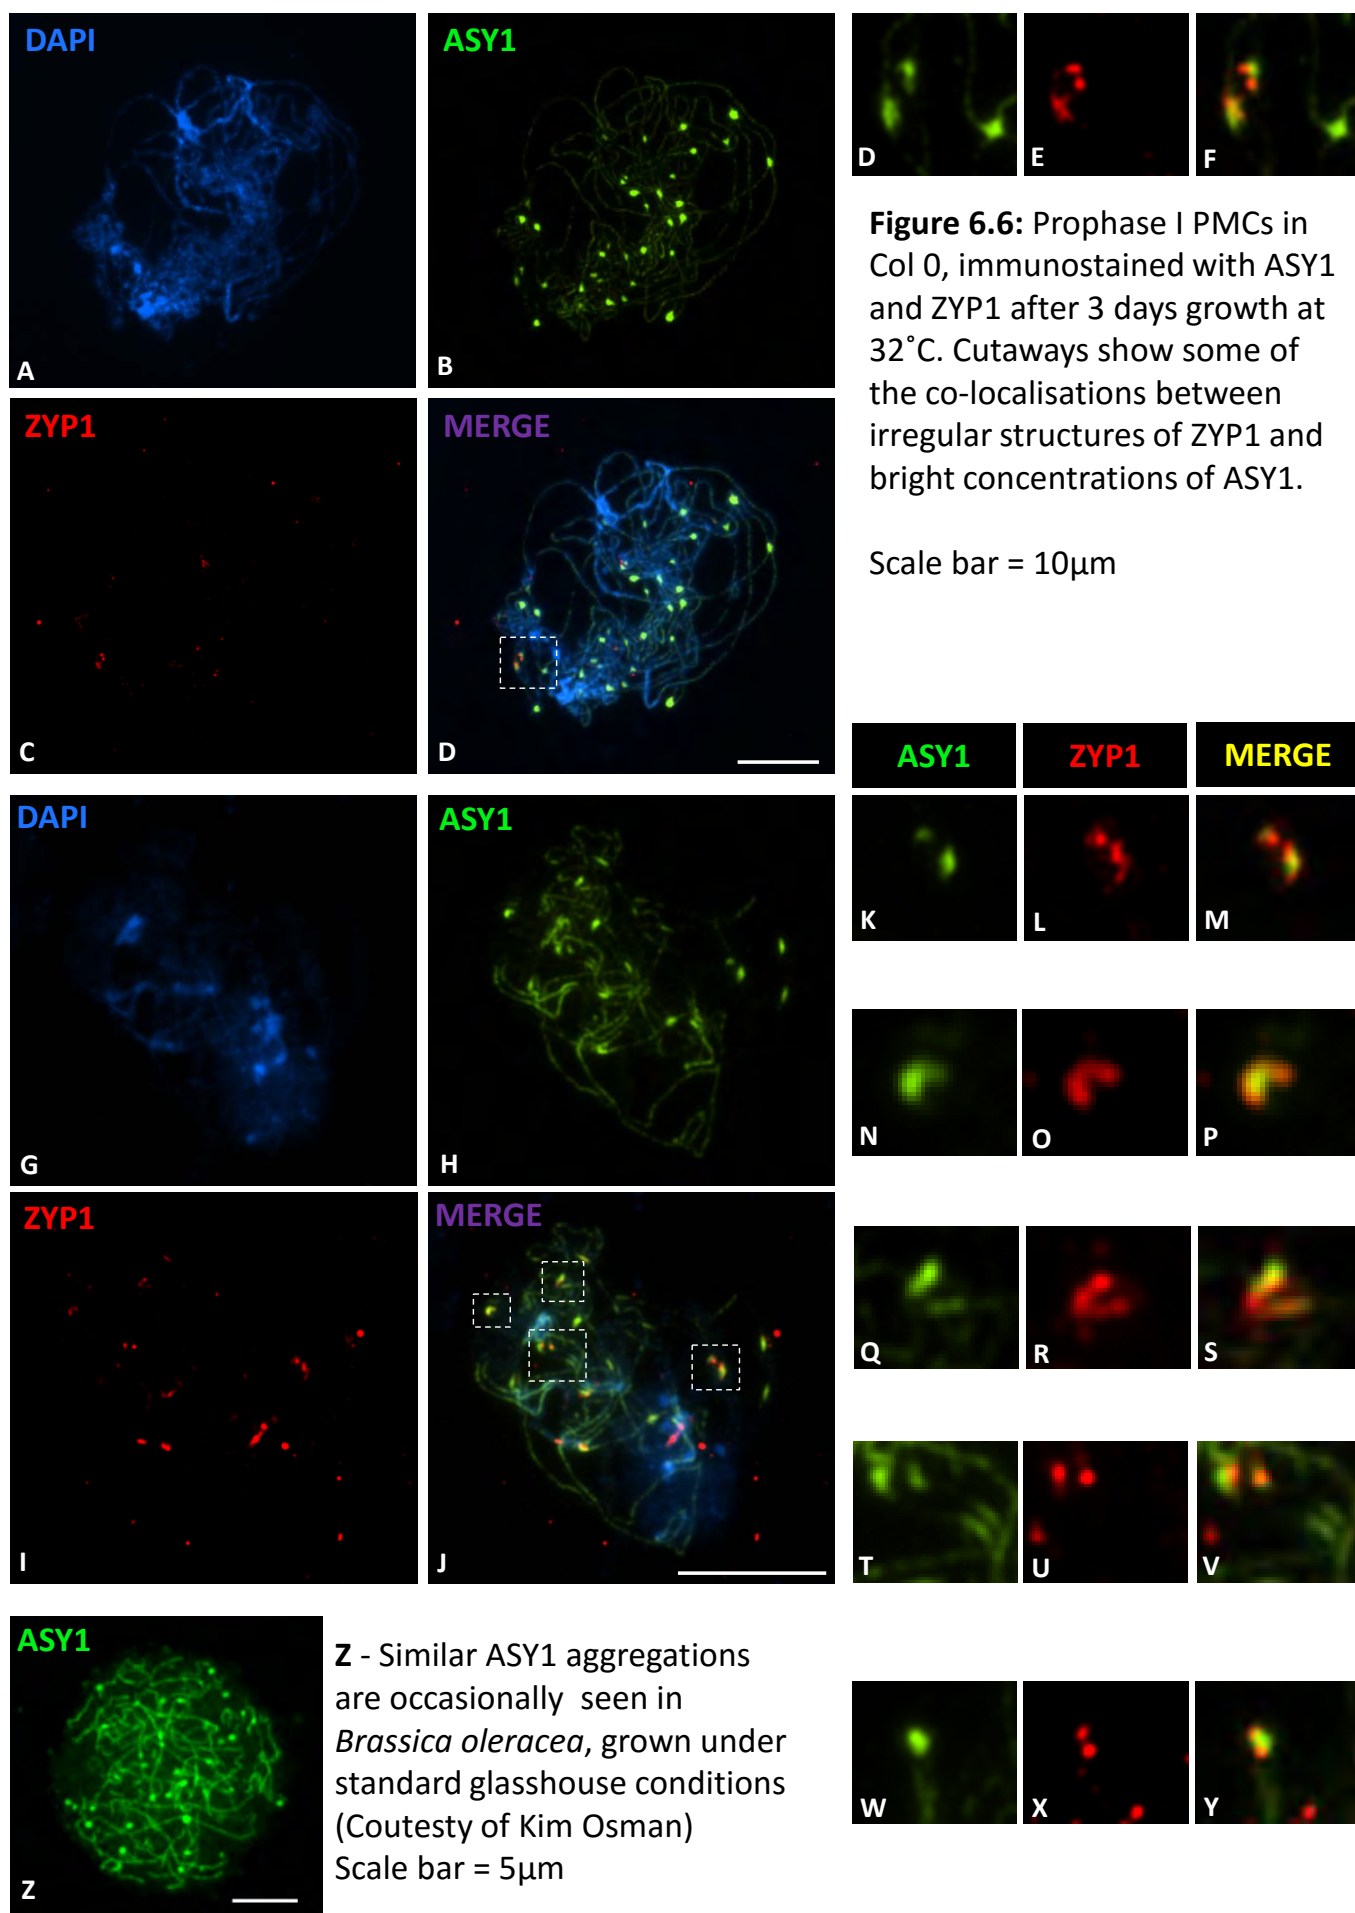 DAPI
A
ASY1
B
D
E
F
Figure 6.6: Prophase I PMCs in
Col 0, immunostained with ASY1
and ZYP1 after 3 days growth at
32˚C. Cutaways show some of
the co-localisations between
irregular structures of ZYP1 and
bright concentrations of ASY1.
Scale bar = 10µm
ZYP1
C
MERGE
D
ASY1
ZYP1
MERGE
DAPI
G
ASY1
H
K
L
M
N
O
P
ZYP1
I
MERGE
J
Q
R
S
T
U
V
ASY1
Z
Z - Similar ASY1 aggregations
are occasionally seen in
Brassica oleracea, grown under
standard glasshouse conditions
(Coutesty of Kim Osman)
Scale bar = 5µm
W
X
Y